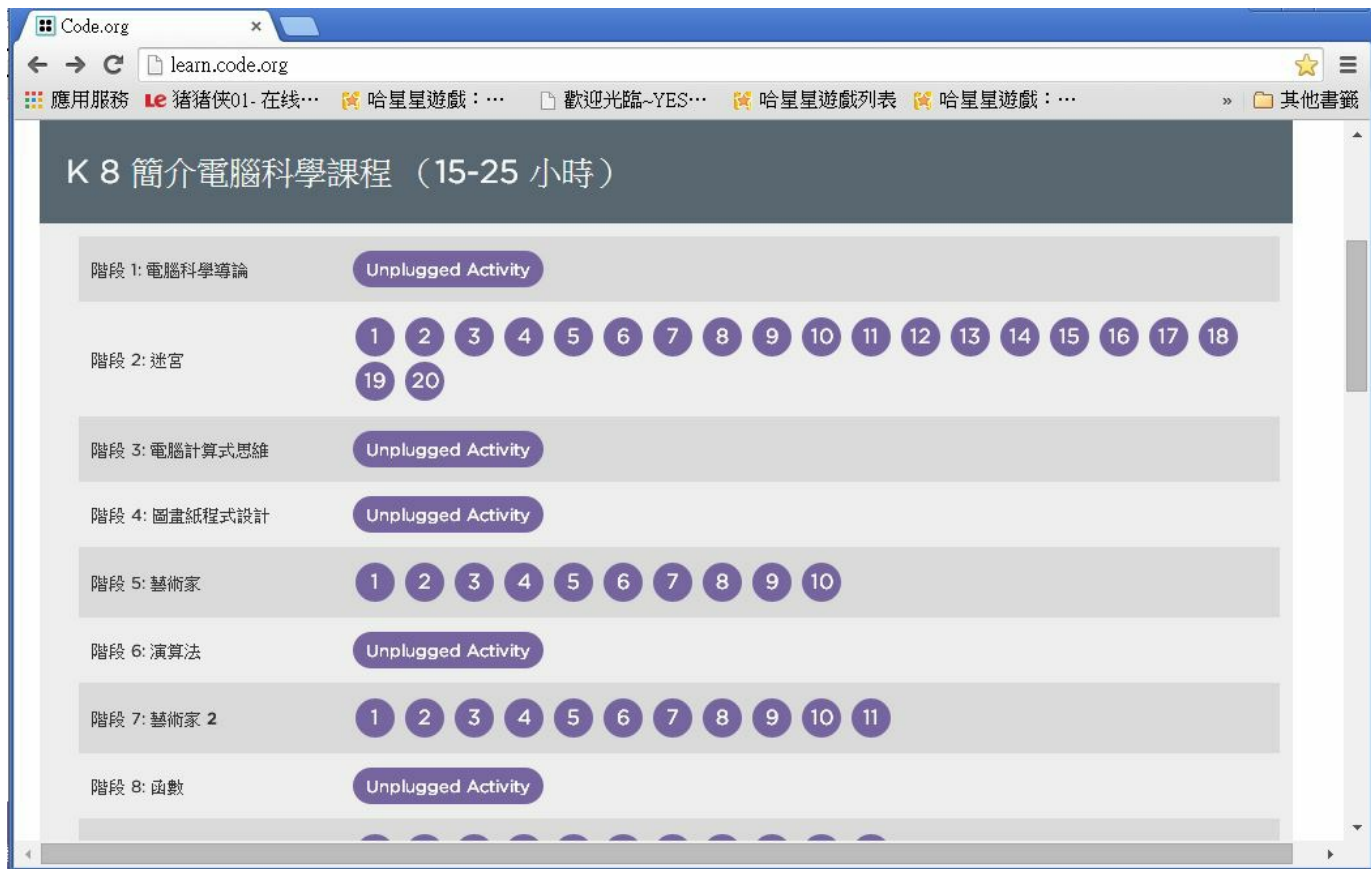 Code.org
learn.code.org
應用服務 Le 猪猪侠01- 在线… 哈星星遊戲：… 歡迎光臨~YES… 哈星星遊戲列表 哈星星遊戲：… » 其他書籤
K 8 簡介電腦科學課程 （15-25 小時）
階段 1: 電腦科學導論 Unplugged Activity
階段 2: 迷宮 1 2 3 4 5 6 7 8 9 10 11 12 13 14 15 16 17 18
19 20
階段 3: 電腦計算式思維 Unplugged Activity
階段 4: 圖畫紙程式設計 Unplugged Activity
階段 5: 藝術家 1 2 3 4 5 6 7 8 9 10
階段 6: 演算法 Unplugged Activity
階段 7: 藝術家 2 1 2 3 4 5 6 7 8 9 10 11
階段 8: 函數 Unplugged Activity